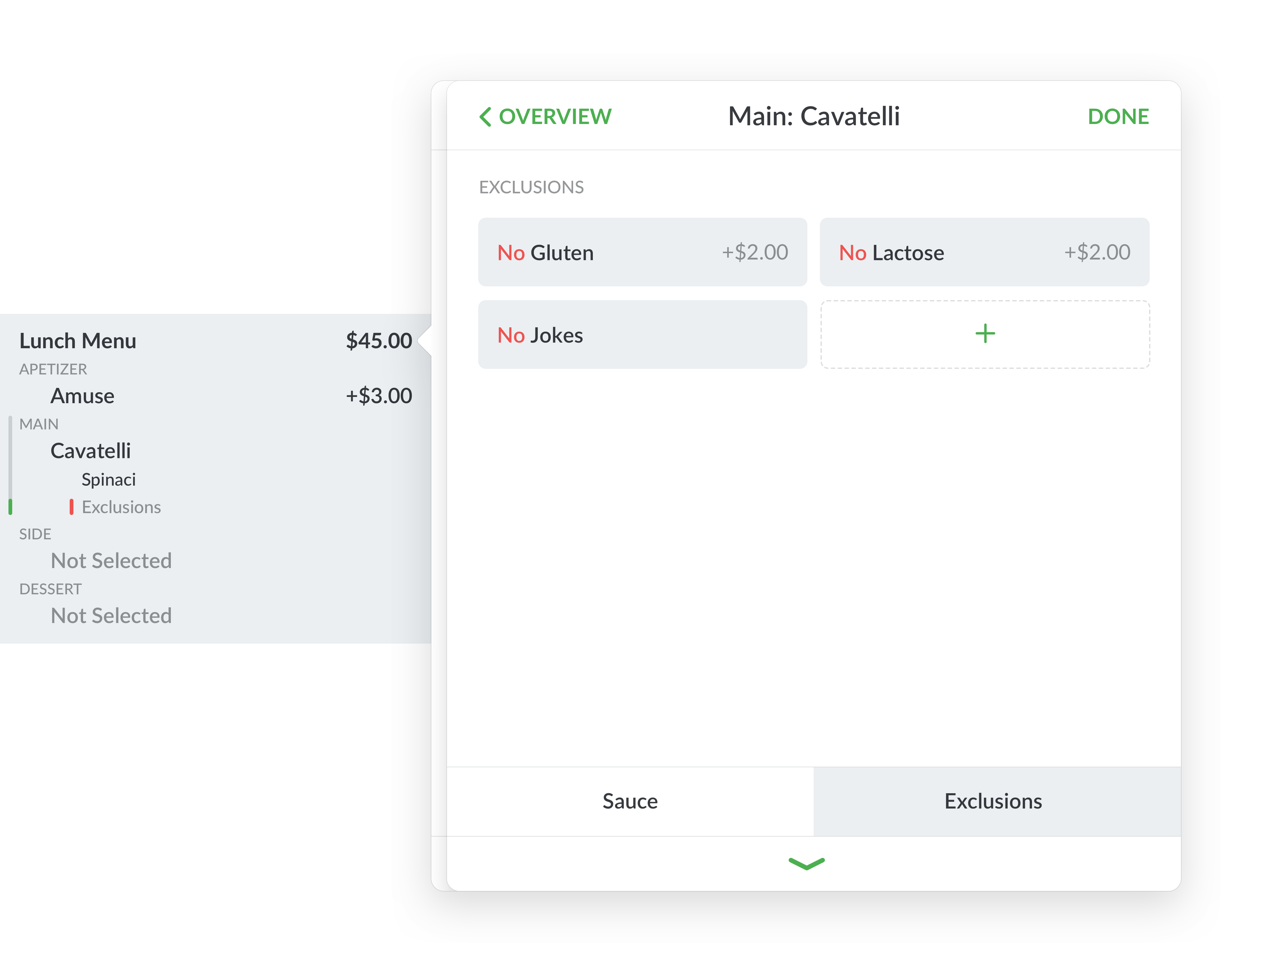 OVERVIEW
Main: Cavatelli
DONE
EXCLUSIONS
No Gluten +$2.00
No Lactose +$2.00
No Jokes
+
Lunch Menu $45.00
APETIZER
Amuse +$3.00
MAIN
Cavatelli
Spinaci
Exclusions
SIDE
Not Selected
DESSERT
Not Selected
Sauce
Exclusions